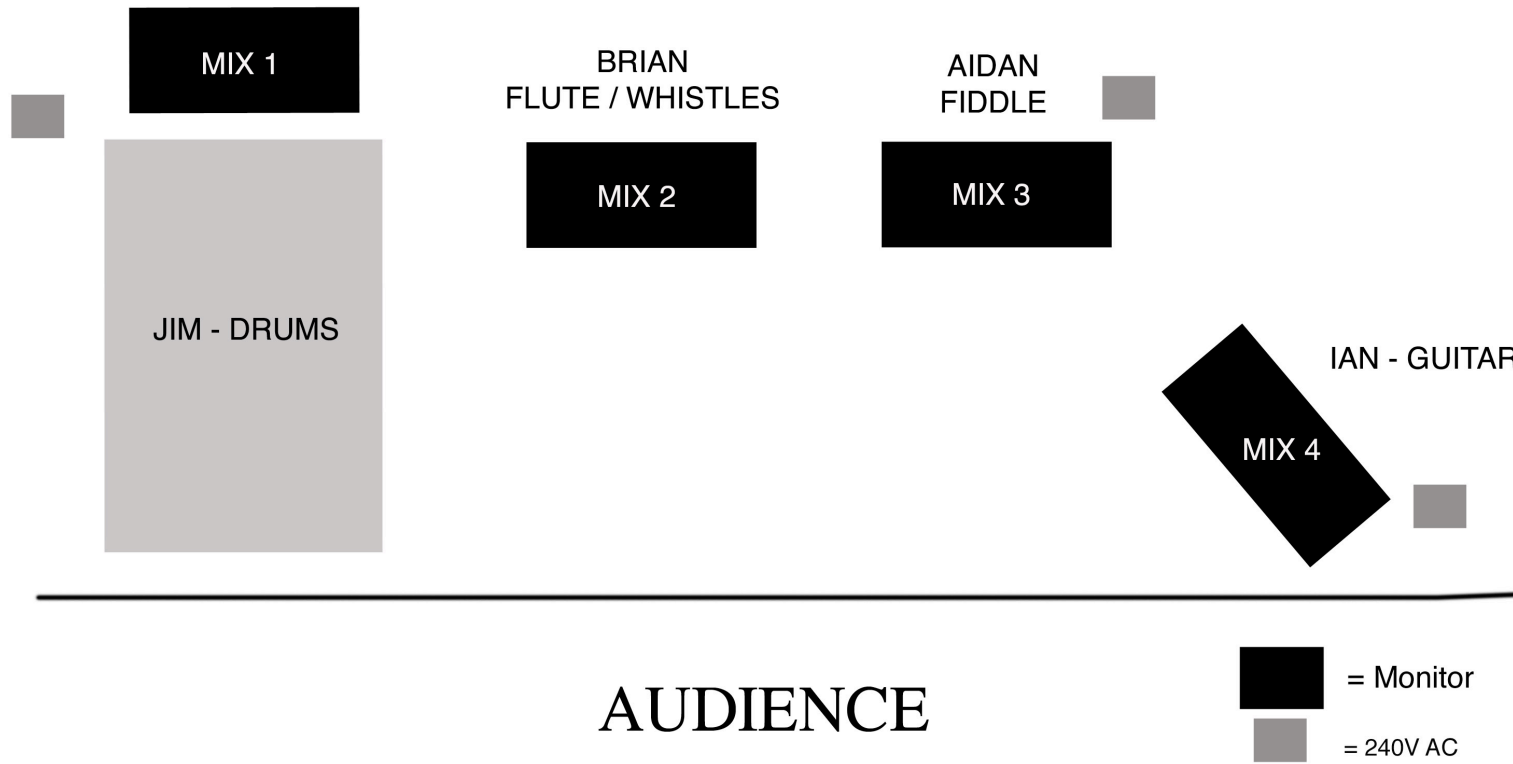 MIX 1
BRIAN
FLUTE / WHISTLES
AIDAN
FIDDLE
MIX 2
MIX 3
JIM - DRUMS
IAN - GUITAR
MIX 4
AUDIENCE
= Monitor
= 240V AC